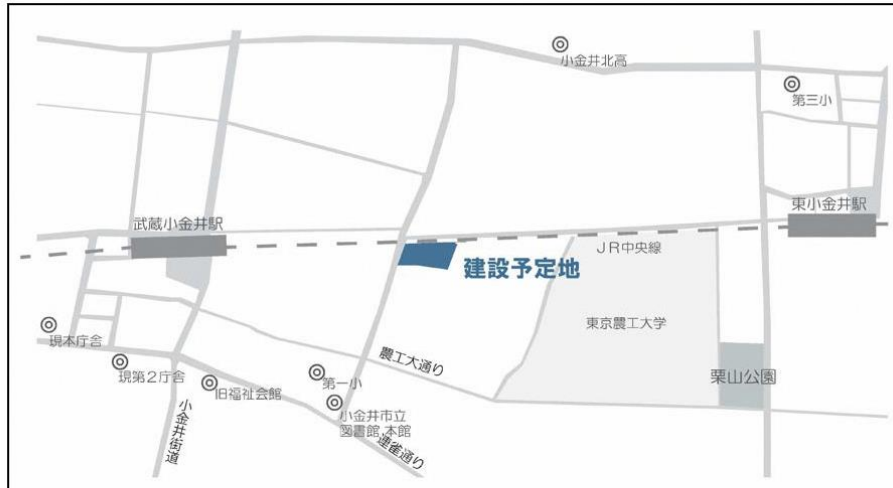 小金井北高
第三小
武蔵小金井駅
東小金井駅
JR中央線
建設予定地
東京農工大学
現本庁舎
現第2庁舎
旧福祉会館
第一小
農工大通り
栗山公園
小金井市立
図書館 本館
小金井街道
連雀通り